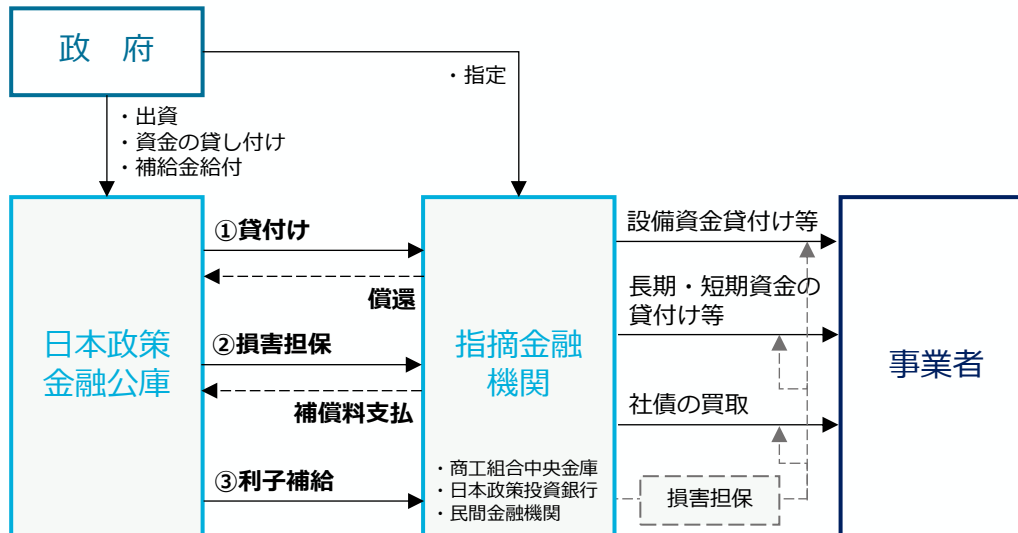 政　府
・指定
・出資
・資金の貸し付け
・補給金給付
日本政策
金融公庫
①貸付け
償還
②損害担保
補償料支払
③利子補給
指摘金融
機関
・商工組合中央金庫
・日本政策投資銀行
・民間金融機関
設備資金貸付け等
長期・短期資金の
貸付け等
社債の買取
損害担保
事業者